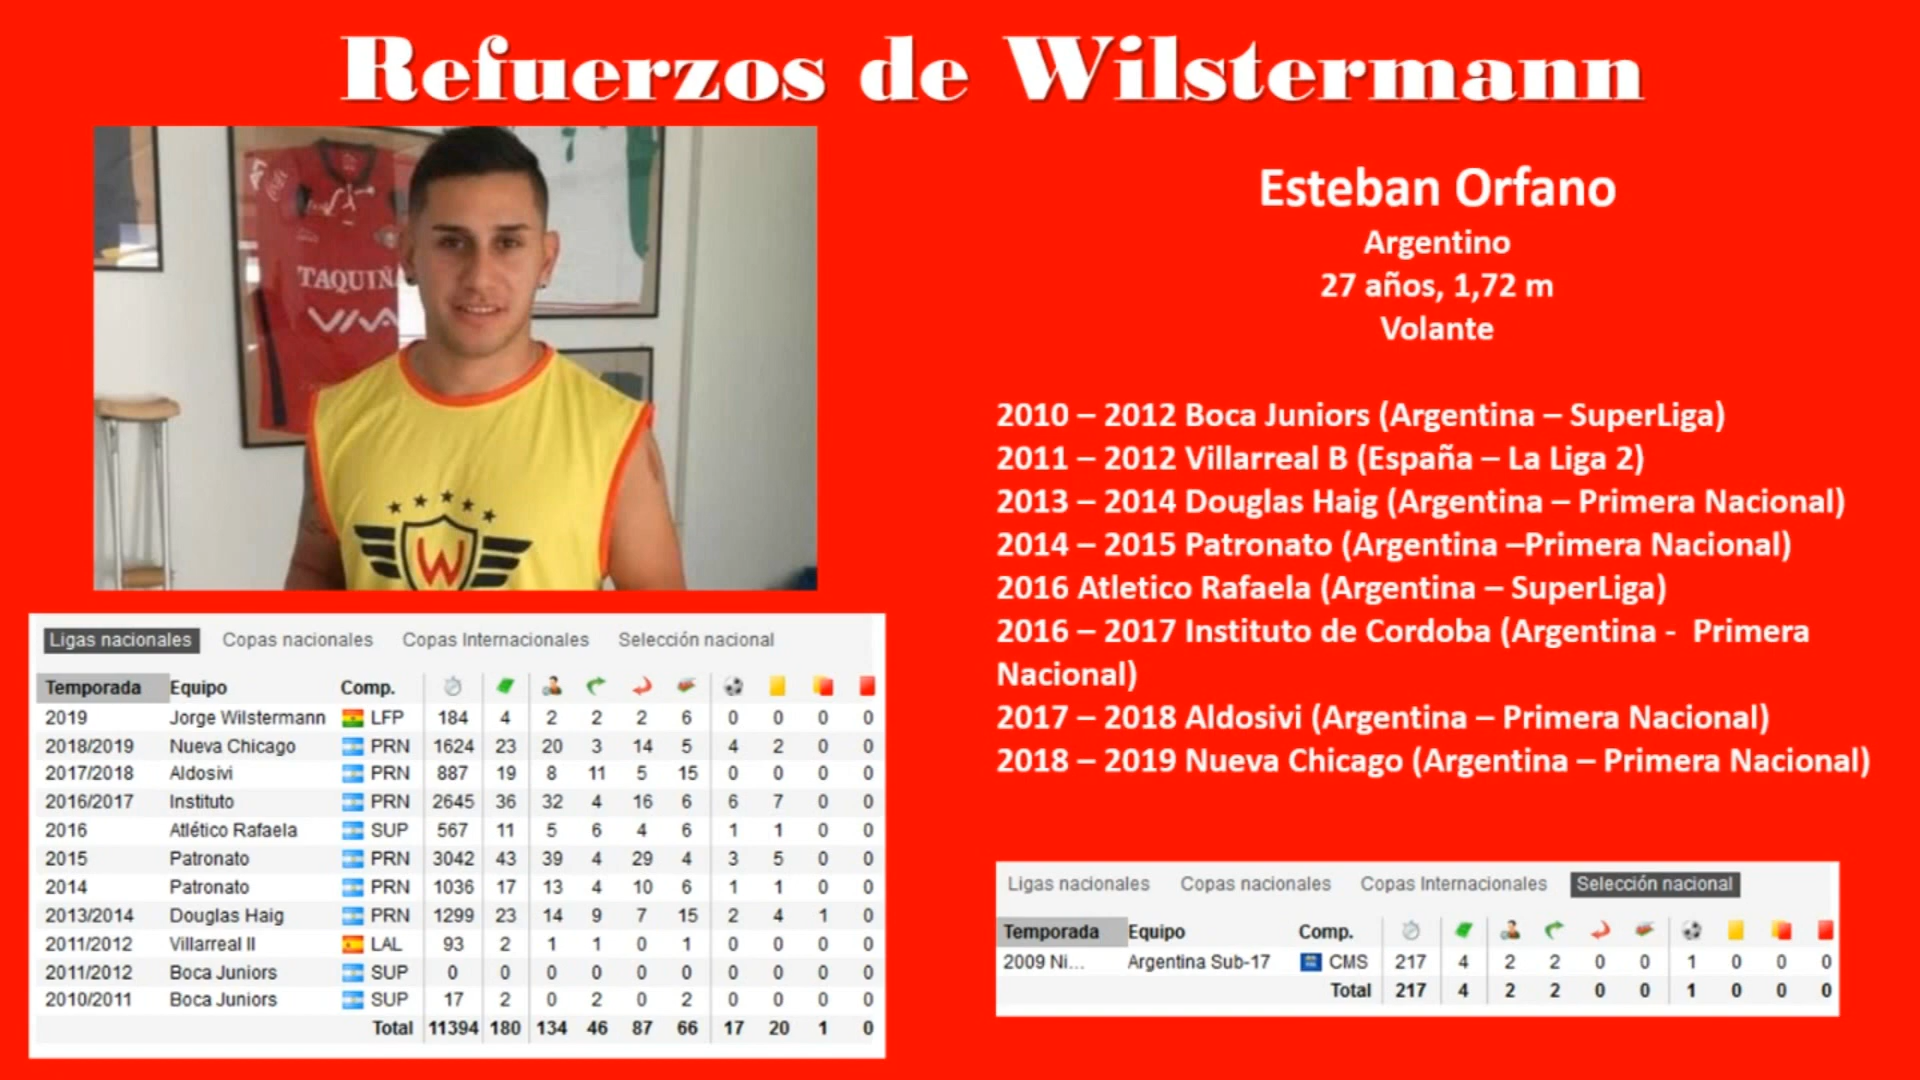 Refuerzos de Wilstermann
TAQUIÑA
VIVA
W
Esteban Orfano
Argentino
27 años, 1,72 m
Volante
2010 – 2012 Boca Juniors (Argentina – SuperLiga)
2011 – 2012 Villarreal B (España – La Liga 2)
2013 – 2014 Douglas Haig (Argentina – Primera Nacional)
2014 – 2015 Patronato (Argentina –Primera Nacional)
2016 Atletico Rafaela (Argentina – SuperLiga)
2016 – 2017 Instituto de Cordoba (Argentina - Primera
Nacional)
2017 – 2018 Aldosivi (Argentina – Primera Nacional)
2018 – 2019 Nueva Chicago (Argentina – Primera Nacional)
Ligas nacionales Copas nacionales Copas Internacionales Selección nacional
Temporada Equipo Comp.
2019 Jorge Wilstermann LFP 184 4 2 2 2 6 0 0 0 0
2018/2019 Nueva Chicago PRN 1624 23 20 3 14 5 4 2 0 0
2017/2018 Aldosivi PRN 887 19 8 11 5 15 0 0 0 0
2016/2017 Instituto PRN 2645 36 32 4 16 6 6 7 0 0
2016 Atlético Rafaela SUP 567 11 5 6 4 6 1 1 0 0
2015 Patronato PRN 3042 43 39 4 29 4 3 5 0 0
2014 Patronato PRN 1036 17 13 4 10 6 1 1 0 0
2013/2014 Douglas Haig PRN 1299 23 14 9 7 15 2 4 1 0
2011/2012 Villarreal II LAL 93 2 1 1 0 1 0 0 0 0
2011/2012 Boca Juniors SUP 0 0 0 0 0 0 0 0 0 0
2010/2011 Boca Juniors SUP 17 2 0 2 0 2 0 0 0 0
Total 11394 180 134 46 87 66 17 20 1 0
Ligas nacionales Copas nacionales Copas Internacionales Selección nacional
Temporada Equipo Comp.
2009 Ni... Argentina Sub-17 CMS 217 4 2 2 0 0 1 0 0 0
Total 217 4 2 2 0 0 1 0 0 0